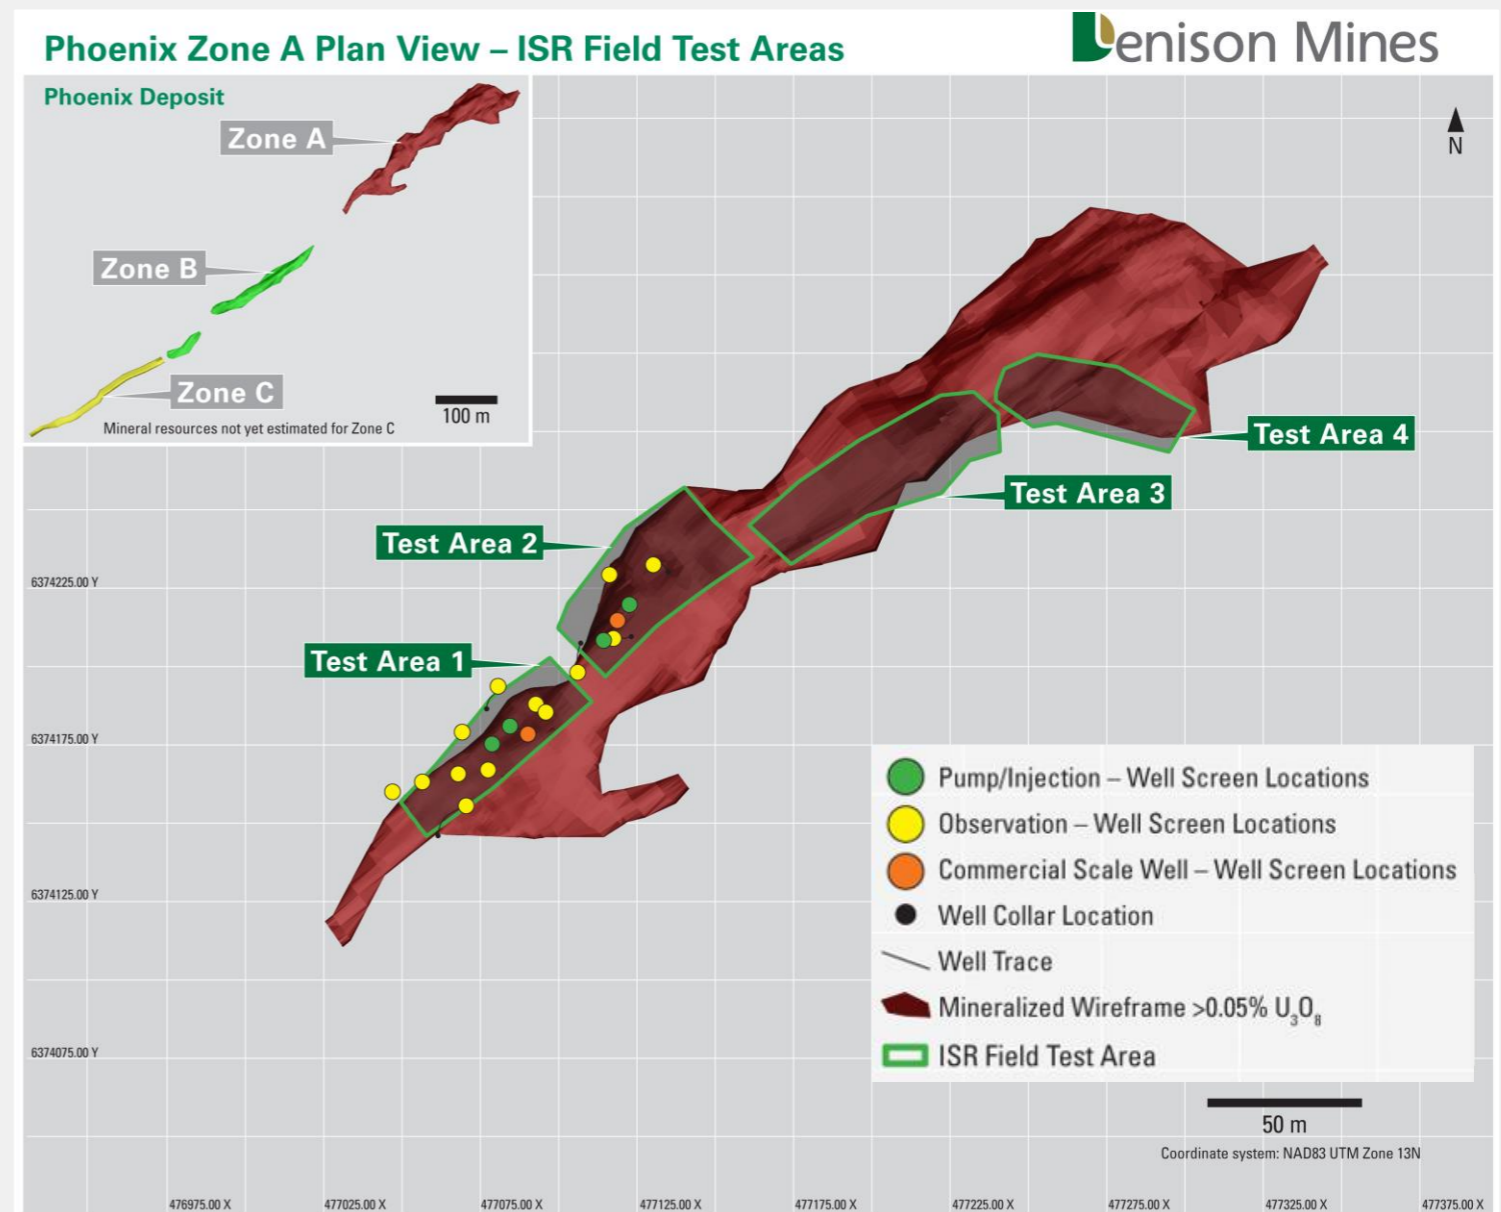 Phoenix Zone A Plan View – ISR Field Test Areas
Denison Mines
Phoenix Deposit
Zone A
Zone B
Zone C
100 m
Mineral resources not yet estimated for Zone C
N
Test Area 4
Test Area 3
Test Area 2
Test Area 1
6374225.00 Y
6374175.00 Y
6374125.00 Y
6374075.00 Y
Pump/Injection – Well Screen Locations
Observation – Well Screen Locations
Commercial Scale Well – Well Screen Locations
Well Collar Location
Well Trace
Mineralized Wireframe >0.05% U₃O₈
ISR Field Test Area
50 m
Coordinate system: NAD83 UTM Zone 13N
476975.00 X
477025.00 X
477075.00 X
477125.00 X
477175.00 X
477225.00 X
477275.00 X
477325.00 X
477375.00 X